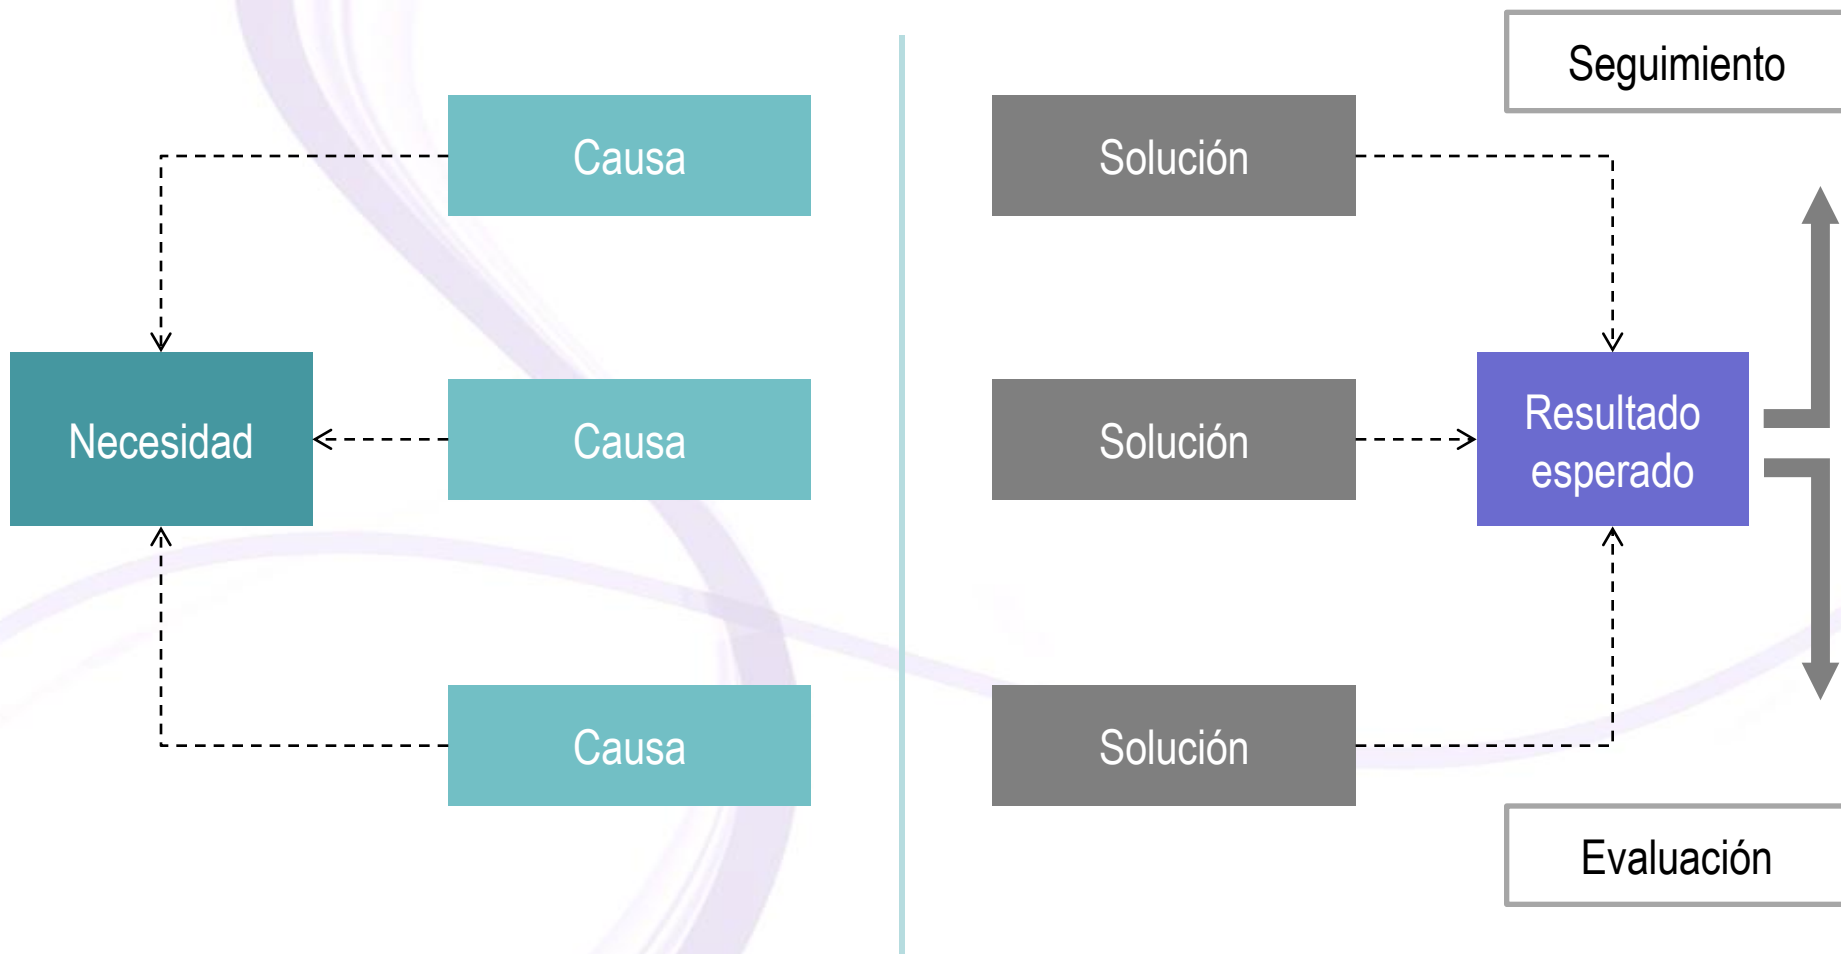 Seguimiento
Causa
Solución
Necesidad
Causa
Solución
Resultado
esperado
Causa
Solución
Evaluación